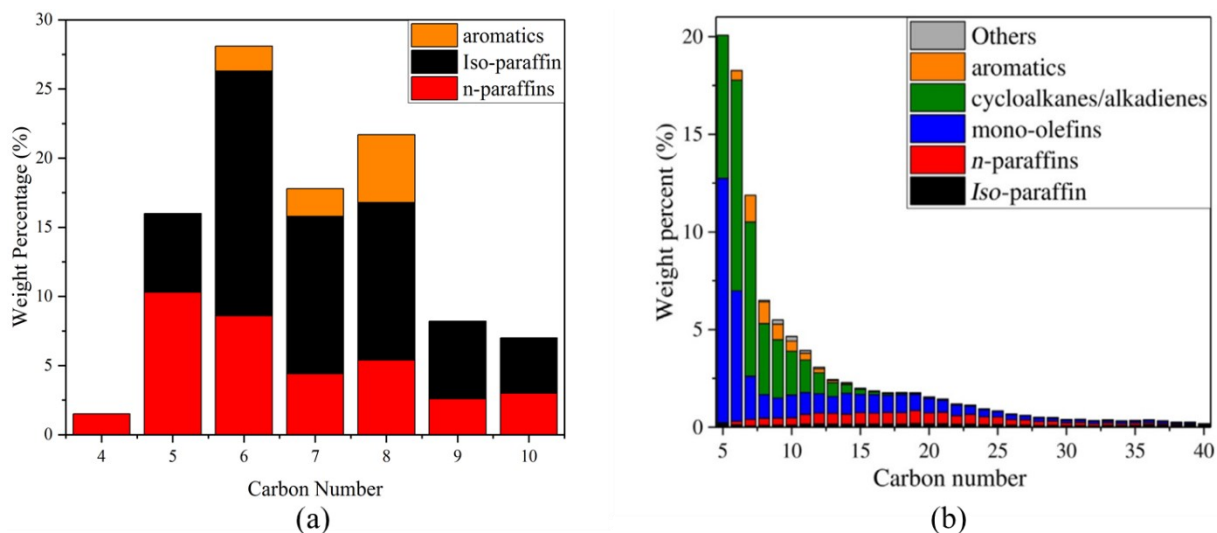 30
25
20
15
10
5
0
Weight Percentage (%)
aromatics
Iso-paraffin
n-paraffins
4 5 6 7 8 9 10
Carbon Number
(a)
20
15
10
5
0
Weight percent (%)
Others
aromatics
cycloalkanes/alkadienes
mono-olefins
n-paraffins
Iso-paraffin
5 10 15 20 25 30 35 40
Carbon number
(b)